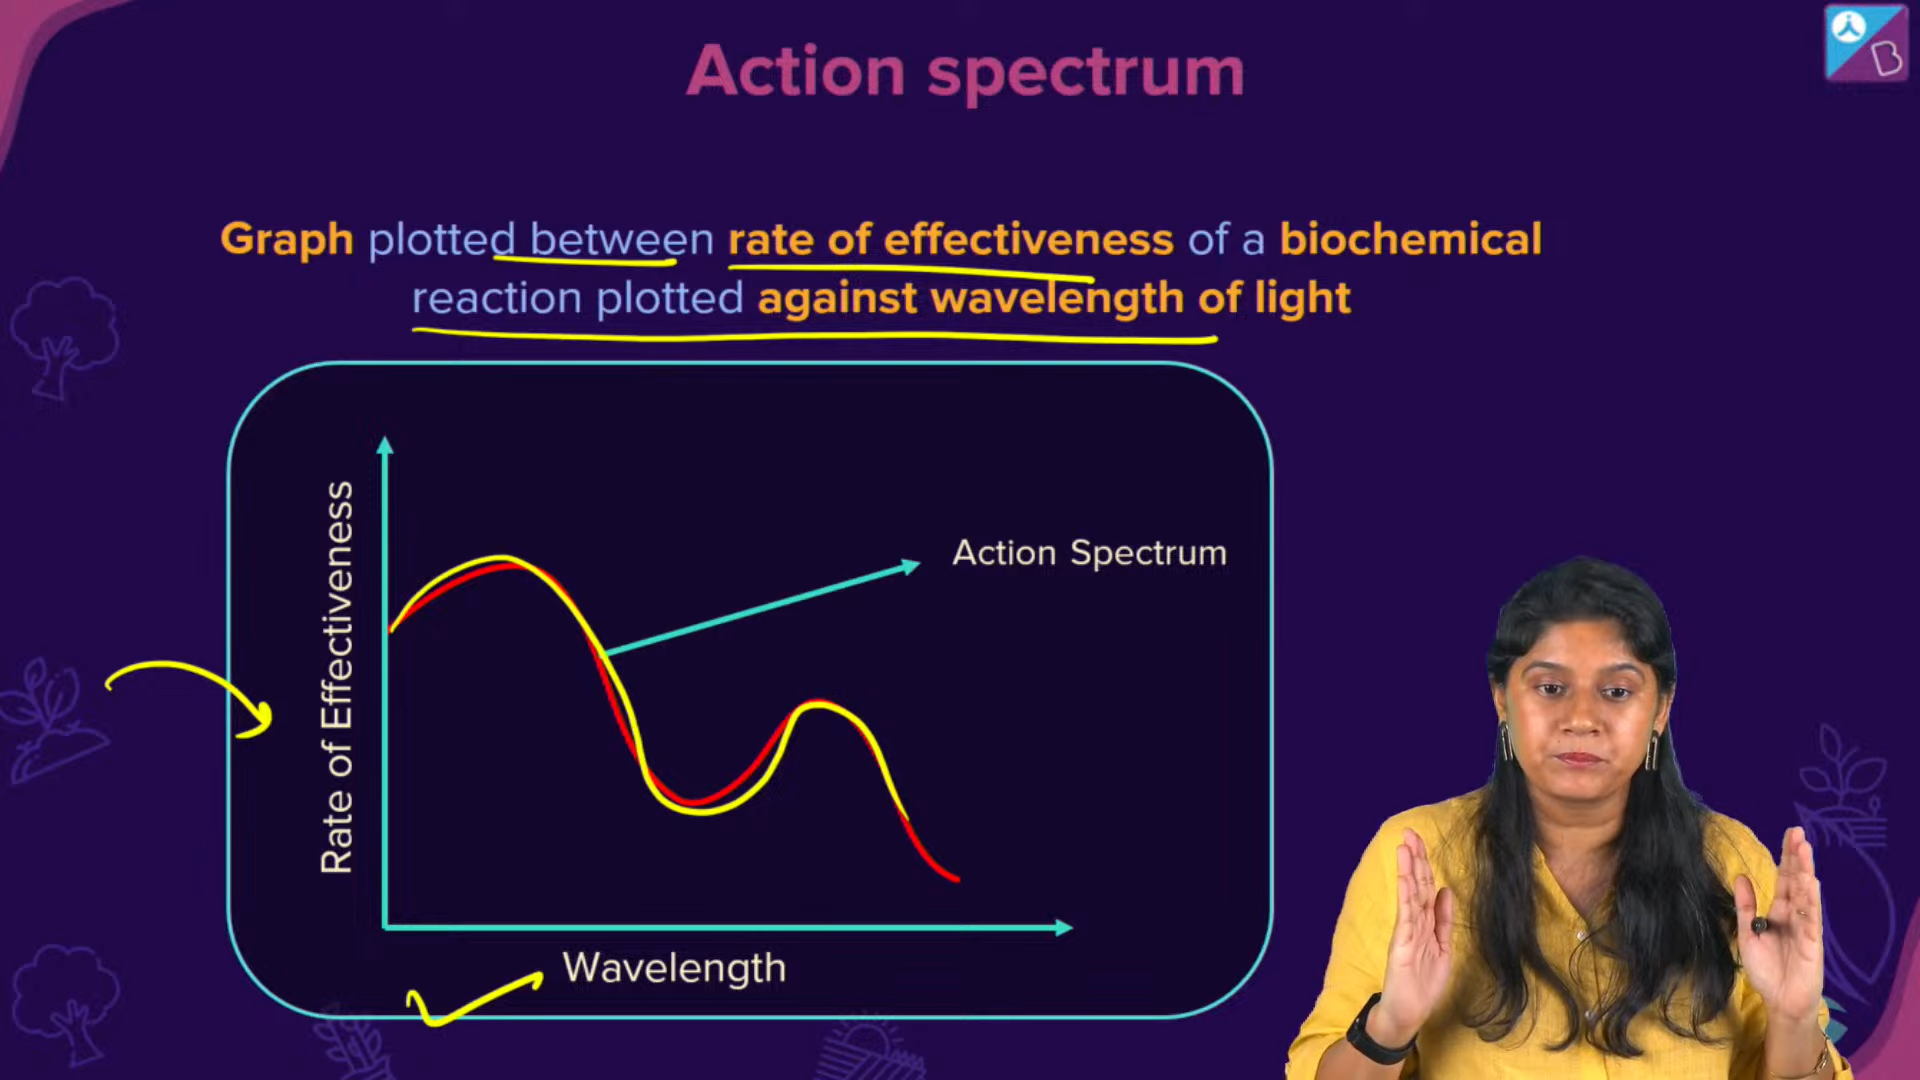 Action spectrum
Graph plotted between rate of effectiveness of a biochemical
reaction plotted against wavelength of light
Rate of Effectiveness
Action Spectrum
Wavelength
B